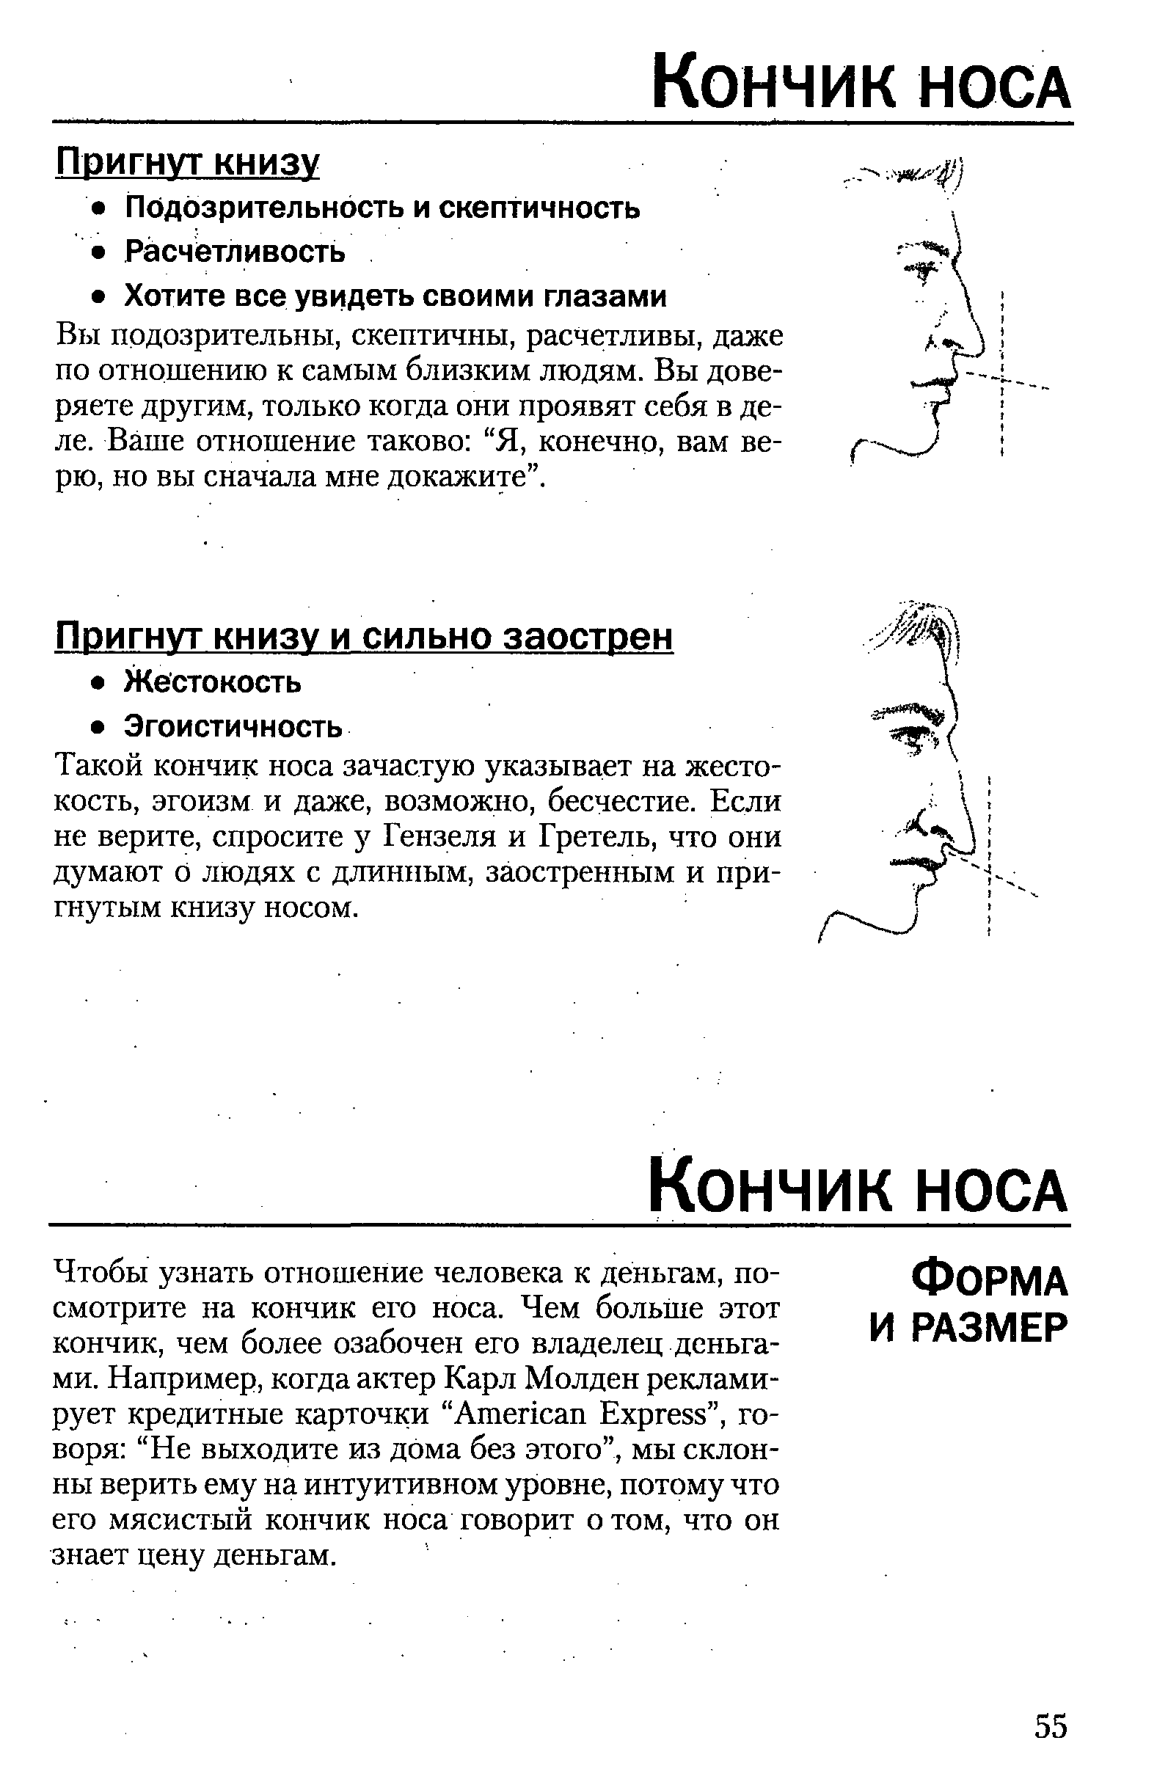 Кончик носа
Пригнут книзу
• Подозрительность и скептичность
• Расчетливость
• Хотите все увидеть своими глазами
Вы подозрительны, скептичны, расчетливы, даже
по отношению к самым близким людям. Вы дове-
ряете другим, только когда они проявят себя в де-
ле. Ваше отношение таково: “Я, конечно, вам ве-
рю, но вы сначала мне докажите”.
Пригнут книзу и сильно заострен
• Жестокость
• Эгоистичность
Такой кончик носа зачастую указывает на жесто-
кость, эгоизм и даже, возможно, бесчестие. Если
не верите, спросите у Гензеля и Гретель, что они
думают о людях с длинным, заостренным и при-
гнутым книзу носом.
Кончик носа
Форма
и размер
Чтобы узнать отношение человека к деньгам, по-
смотрите на кончик его носа. Чем больше этот
кончик, чем более озабочен его владелец деньга-
ми. Например, когда актер Карл Молден реклами-
рует кредитные карточки “American Express”, го-
воря: “Не выходите из дома без этого”, мы склон-
ны верить ему на интуитивном уровне, потому что
его мясистый кончик носа говорит о том, что он
знает цену деньгам.
55